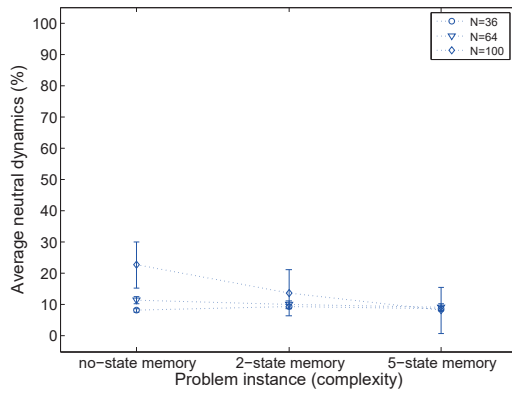 Average neutral dynamics (%)
100
90
80
70
60
50
40
30
20
10
0
N=36
N=64
N=100
no-state memory 2-state memory 5-state memory
Problem instance (complexity)